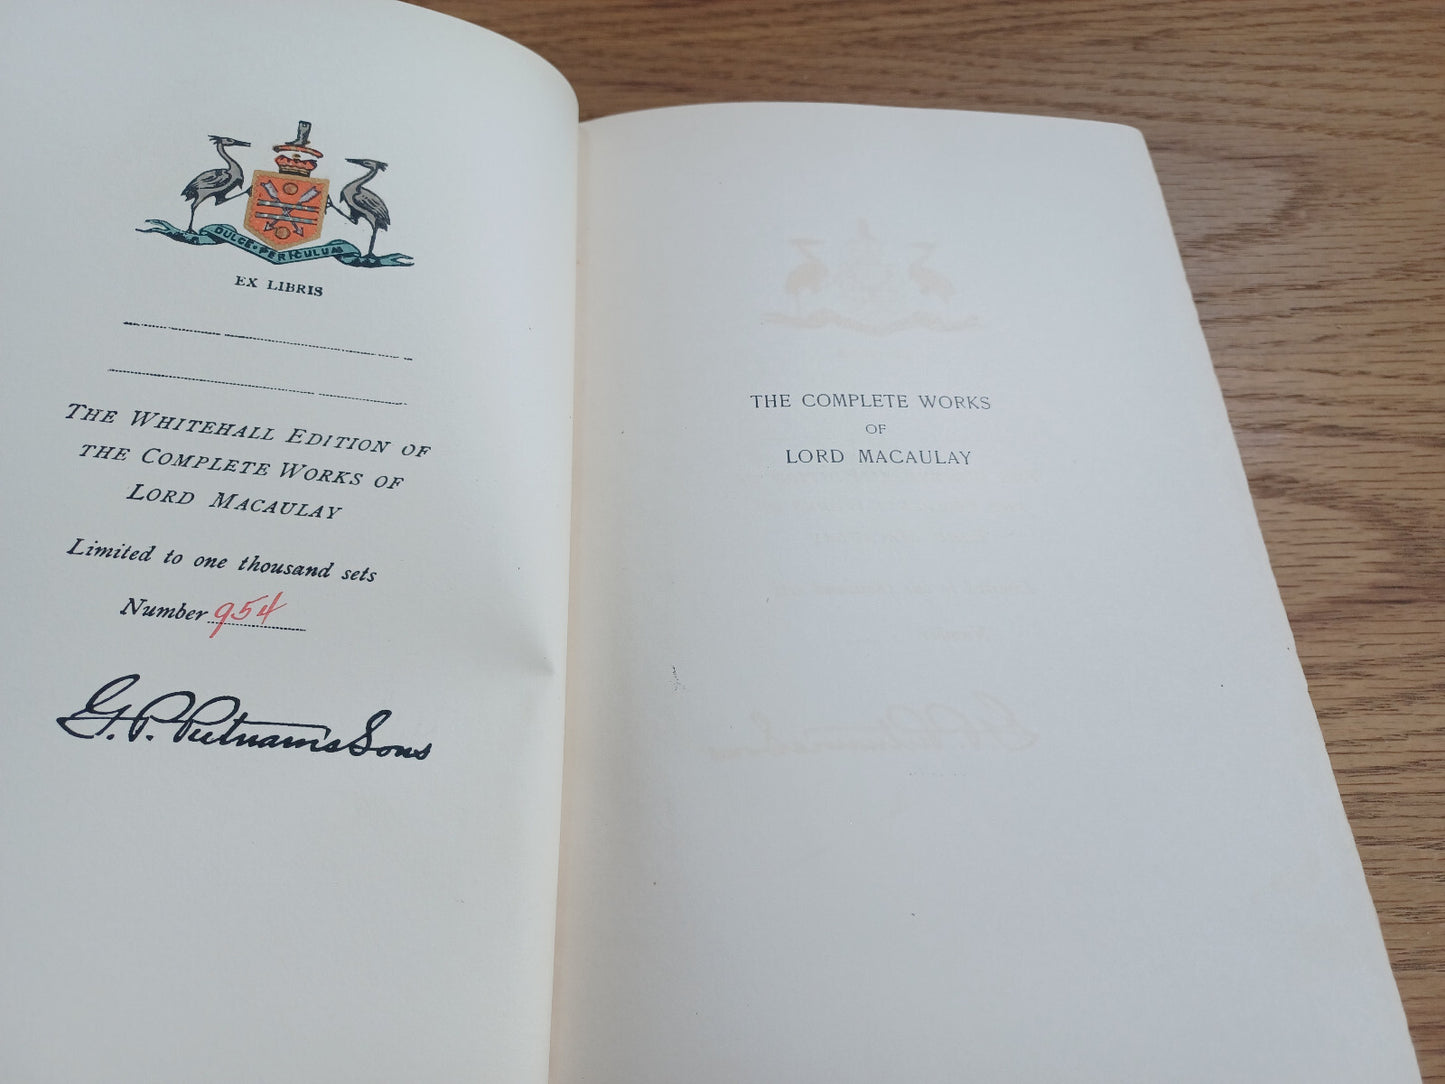 DULCE · PERICULUM
EX LIBRIS
THE WHITEHALL EDITION OF
THE COMPLETE WORKS OF
LORD MACAULAY
Limited to one thousand sets
Number 954
G. P. Putnam's Sons
THE COMPLETE WORKS
OF
LORD MACAULAY